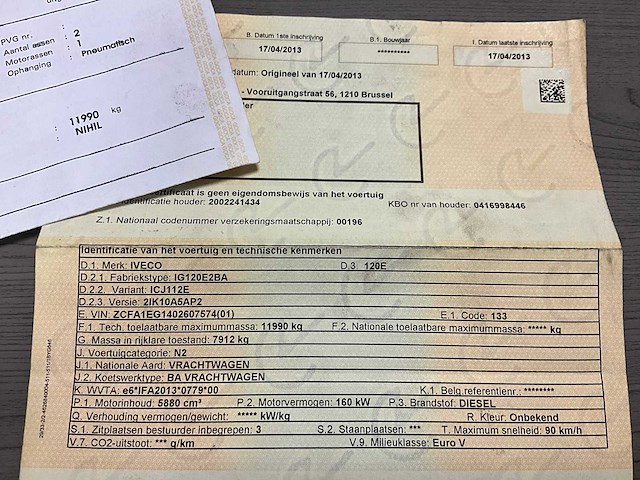 PVG nr. :
Aantal assen : 2
Motorassen : 1
Ophanging : Pneumatisch
: 11990 kg
: NIHIL
B. Datum 1ste inschrijving B.1. Bouwjaar I. Datum laatste inschrijving
17/04/2013 ********** 17/04/2013
datum: Origineel van 17/04/2013
- Vooruitgangstraat 56, 1210 Brussel
is geen eigendomsbewijs van het voertuig
identificatie houder: 2002241434 KBO nr van houder: 0416998446
Z.1. Nationaal codenummer verzekeringsmaatschappij: 00196
Identificatie van het voertuig en technische kenmerken
D.1. Merk: IVECO D.3. 120E
D.2.1. Fabriekstype: IG120E2BA
D.2.2. Variant: ICJ112E
D.2.3. Versie: 2IK10A5AP2
E. VIN: ZCFA1EG1402607574(01) E.1. Code: 133
F.1. Tech. toelaatbare maximummassa: 11990 kg F.2. Nationale toelaatbare maximummassa: ***** kg
G. Massa in rijklare toestand: 7912 kg
J. Voertuigcategorie: N2
J.1. Nationale Aard: VRACHTWAGEN
J.2. Koetswerktype: BA VRACHTWAGEN
K. WVTA: e6*IFA2013*0779*00 K.1. Belg.referentienr.: ********
P.1. Motorinhoud: 5880 cm³ P.2. Motorvermogen: 160 kW P.3. Brandstof: DIESEL
Q. Verhouding vermogen/gewicht: ***** kW/kg R. Kleur: Onbekend
S.1. Zitplaatsen bestuurder inbegrepen: 3 S.2. Staanplaatsen: *** T. Maximum snelheid: 90 km/h
V.7. CO2-uitstoot: *** g/km V.9. Milieuklasse: Euro V